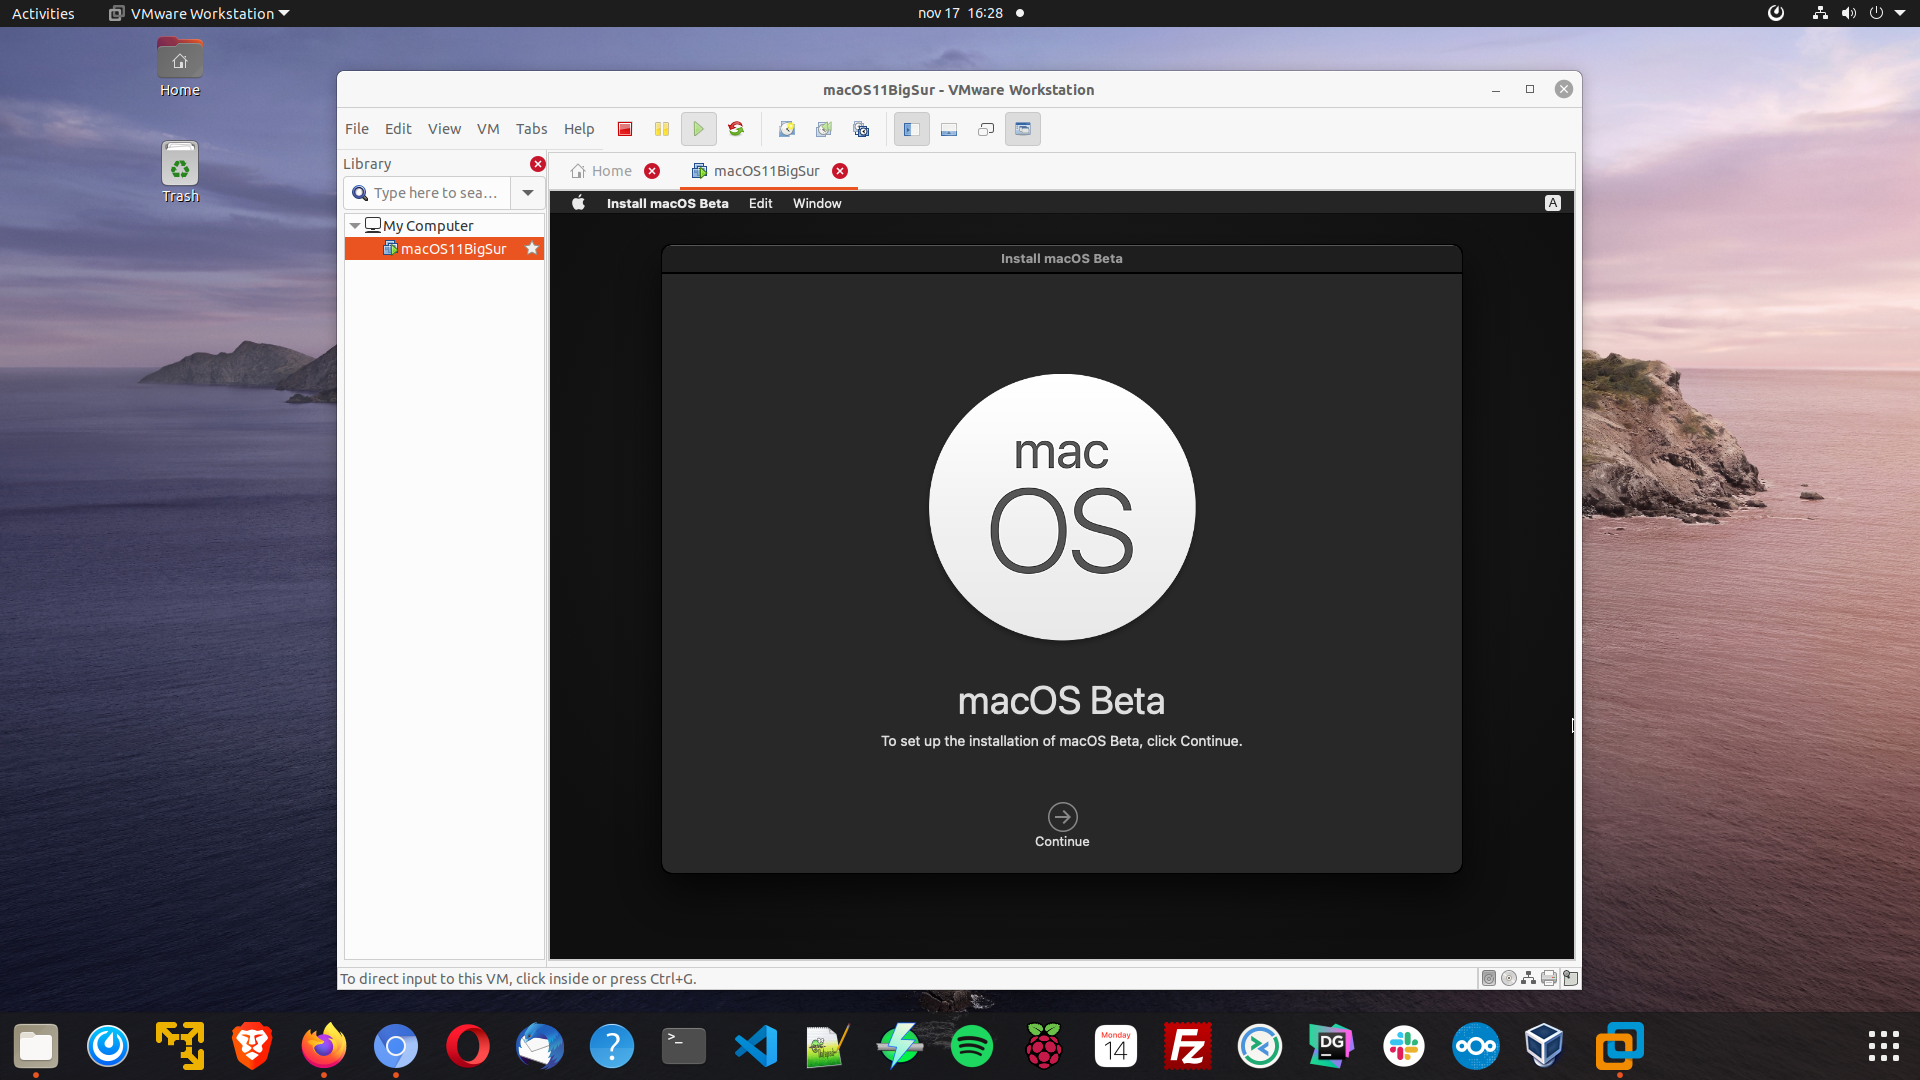 Activities VMware Workstation nov 17 16:28
Home
Trash
macOS11BigSur - VMware Workstation
File Edit View VM Tabs Help
Library
Type here to sea...
My Computer
macOS11BigSur
Home macOS11BigSur
Install macOS Beta Edit Window A
Install macOS Beta
mac
OS
macOS Beta
To set up the installation of macOS Beta, click Continue.
Continue
To direct input to this VM, click inside or press Ctrl+G.
?
>_
Monday
14
Fz
DG